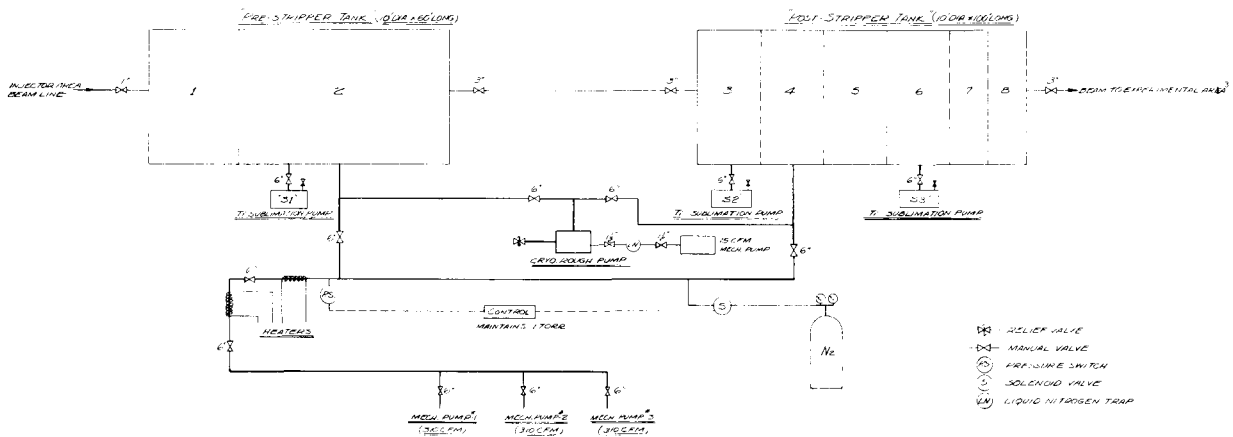 "PRE-STRIPPER TANK" (10'DIA x 60'LONG)
"POST-STRIPPER TANK" (10'DIA x 100'LONG)
INJECTOR AREA
BEAM LINE
1"
1
2
3"
3"
3
4
5
6
7
8
3"
BEAM TO EXPERIMENTAL AREA
6"
"S1"
TI SUBLIMATION PUMP
6"
6"
6"
S2
TI SUBLIMATION PUMP
6"
S3
TI SUBLIMATION PUMP
6"
CRYO. ROUGH PUMP
LN
15 CFM
MECH. PUMP
6"
6"
PS
CONTROL
MAINTAINS 1 TORR
S
N2
HEATERS
6"
6"
6"
6"
MECH. PUMP #1
(310 CFM)
MECH. PUMP #2
(310 CFM)
MECH. PUMP #3
(310 CFM)
RELIEF VALVE
MANUAL VALVE
PS PRESSURE SWITCH
S SOLENOID VALVE
LN LIQUID NITROGEN TRAP